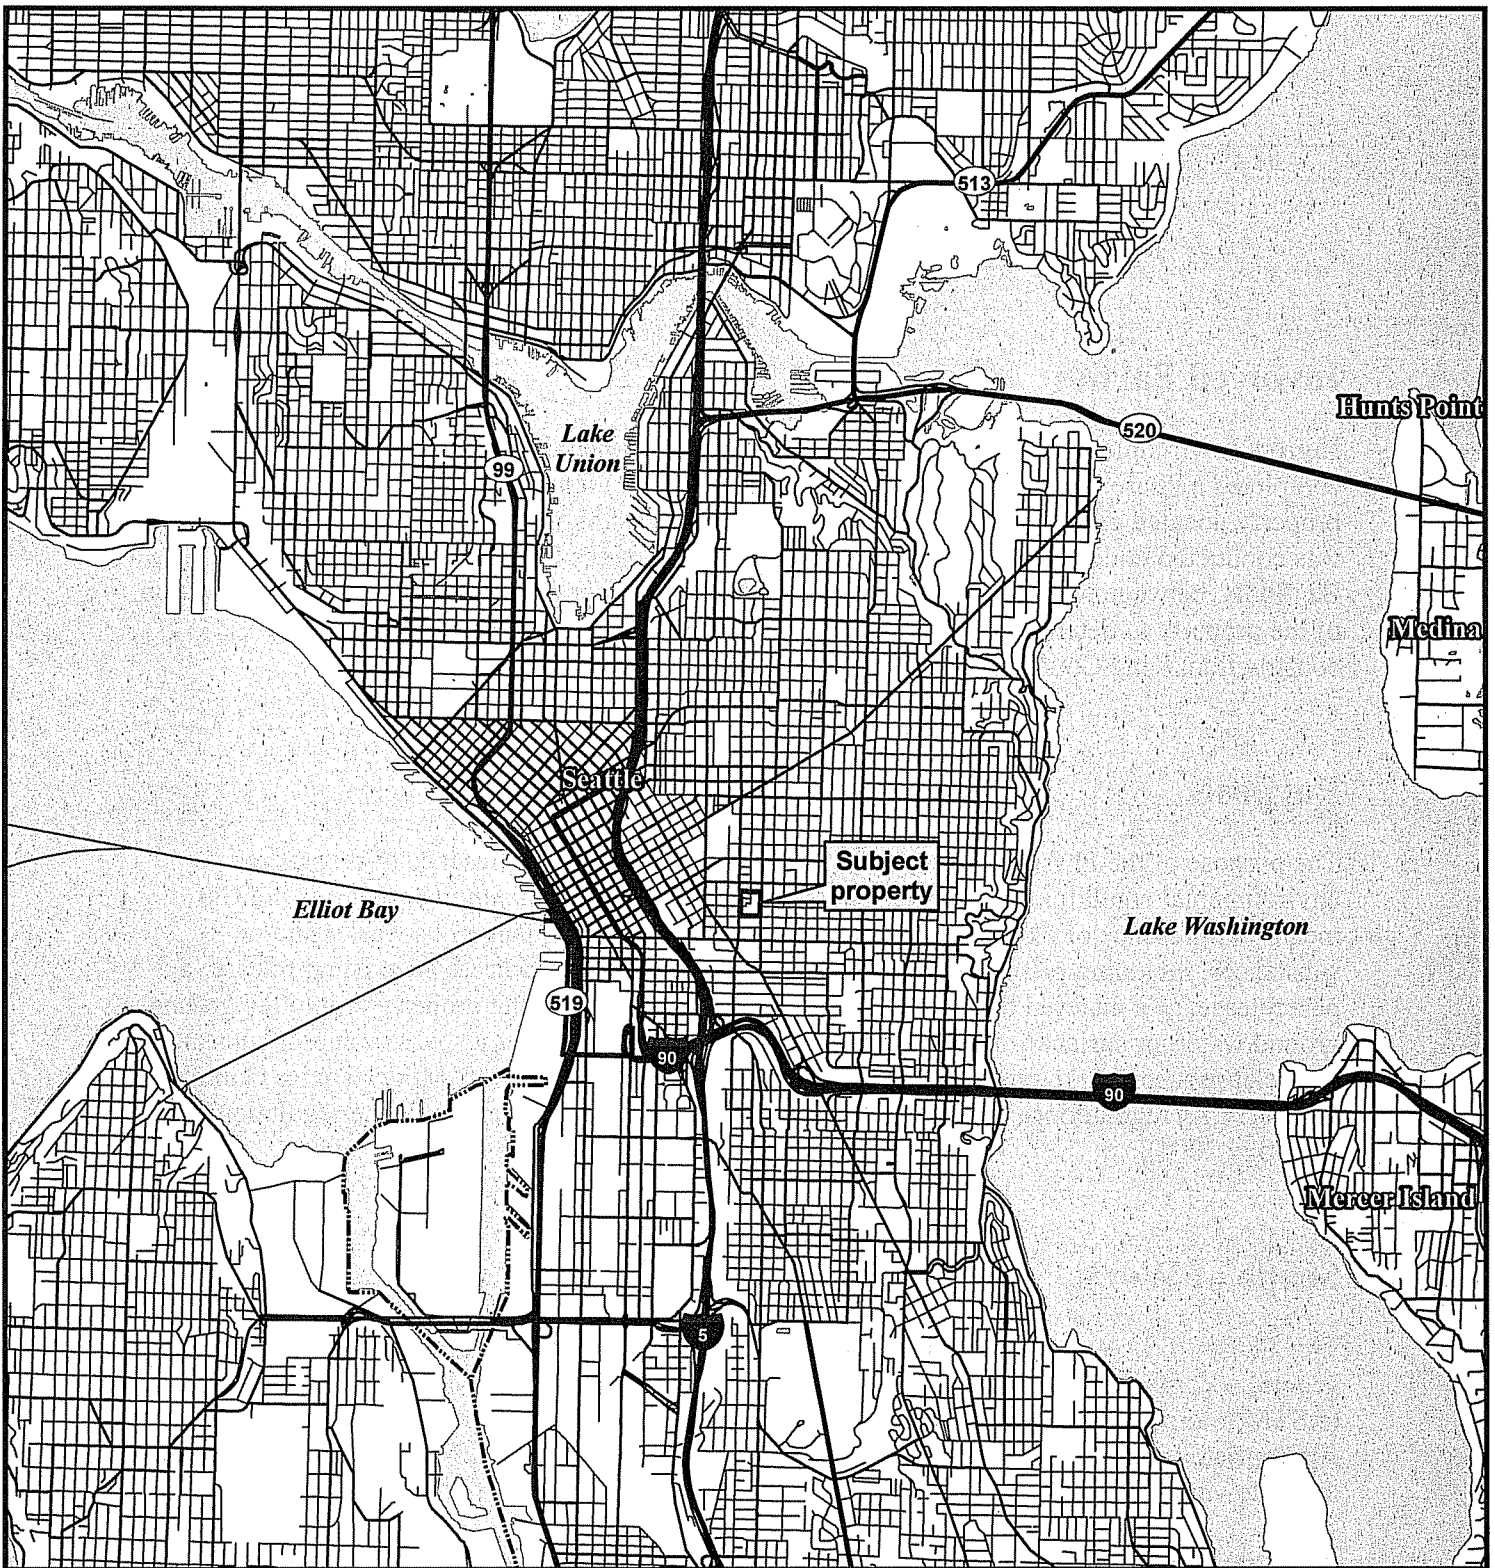 513
Hunts Point
520
Lake
Union
99
Medina
Seattle
Subject
property
Elliot Bay
Lake Washington
519
90
90
Mercer Island
5